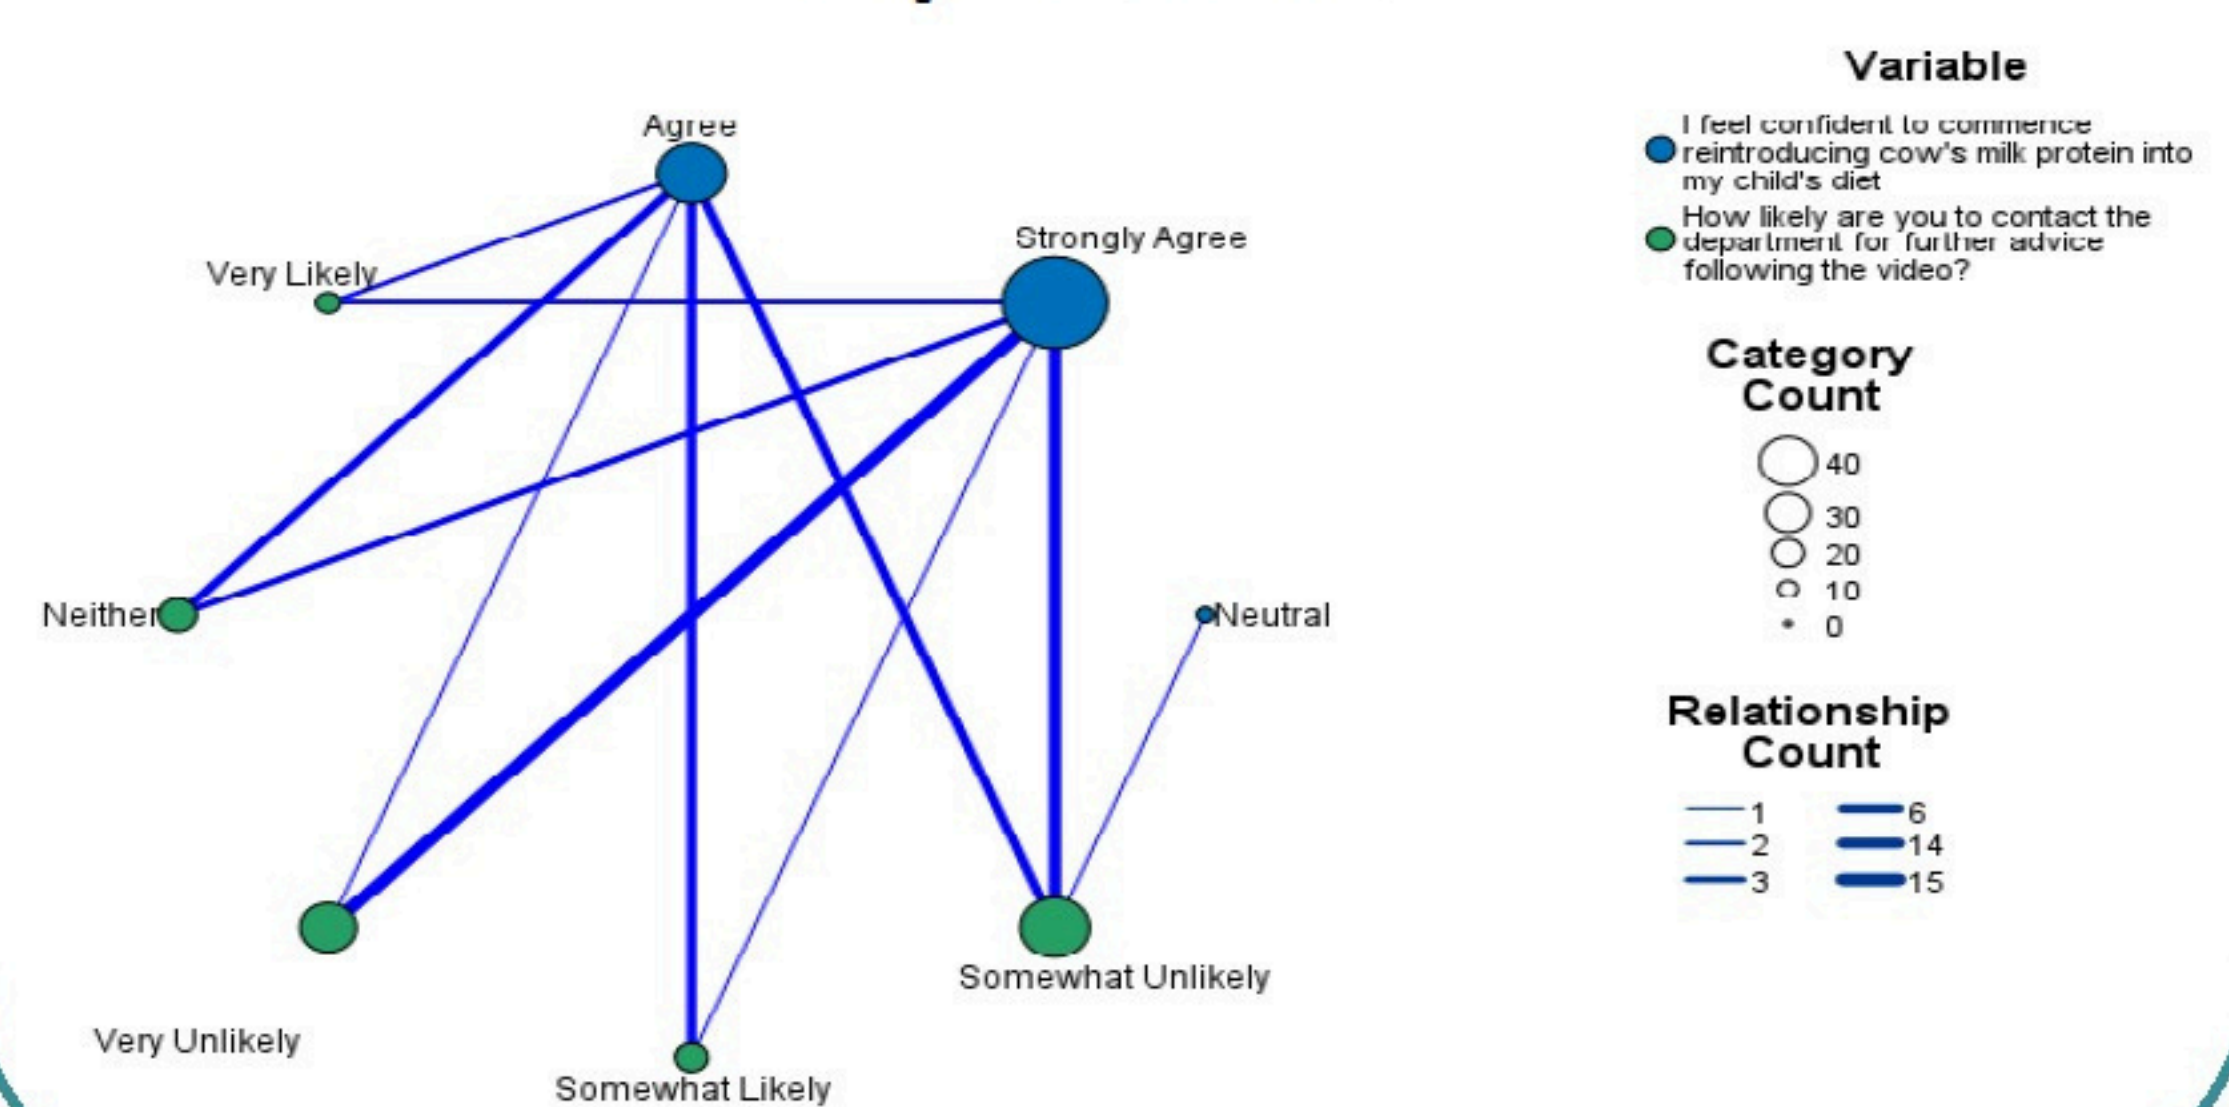 Agree
Strongly Agree
Very Likely
Neither
Neutral
Somewhat Unlikely
Very Unlikely
Somewhat Likely
Variable
I feel confident to commence
reintroducing cow's milk protein into
my child's diet
How likely are you to contact the
department for further advice
following the video?
Category
Count
40
30
20
10
0
Relationship
Count
1 6
2 14
3 15